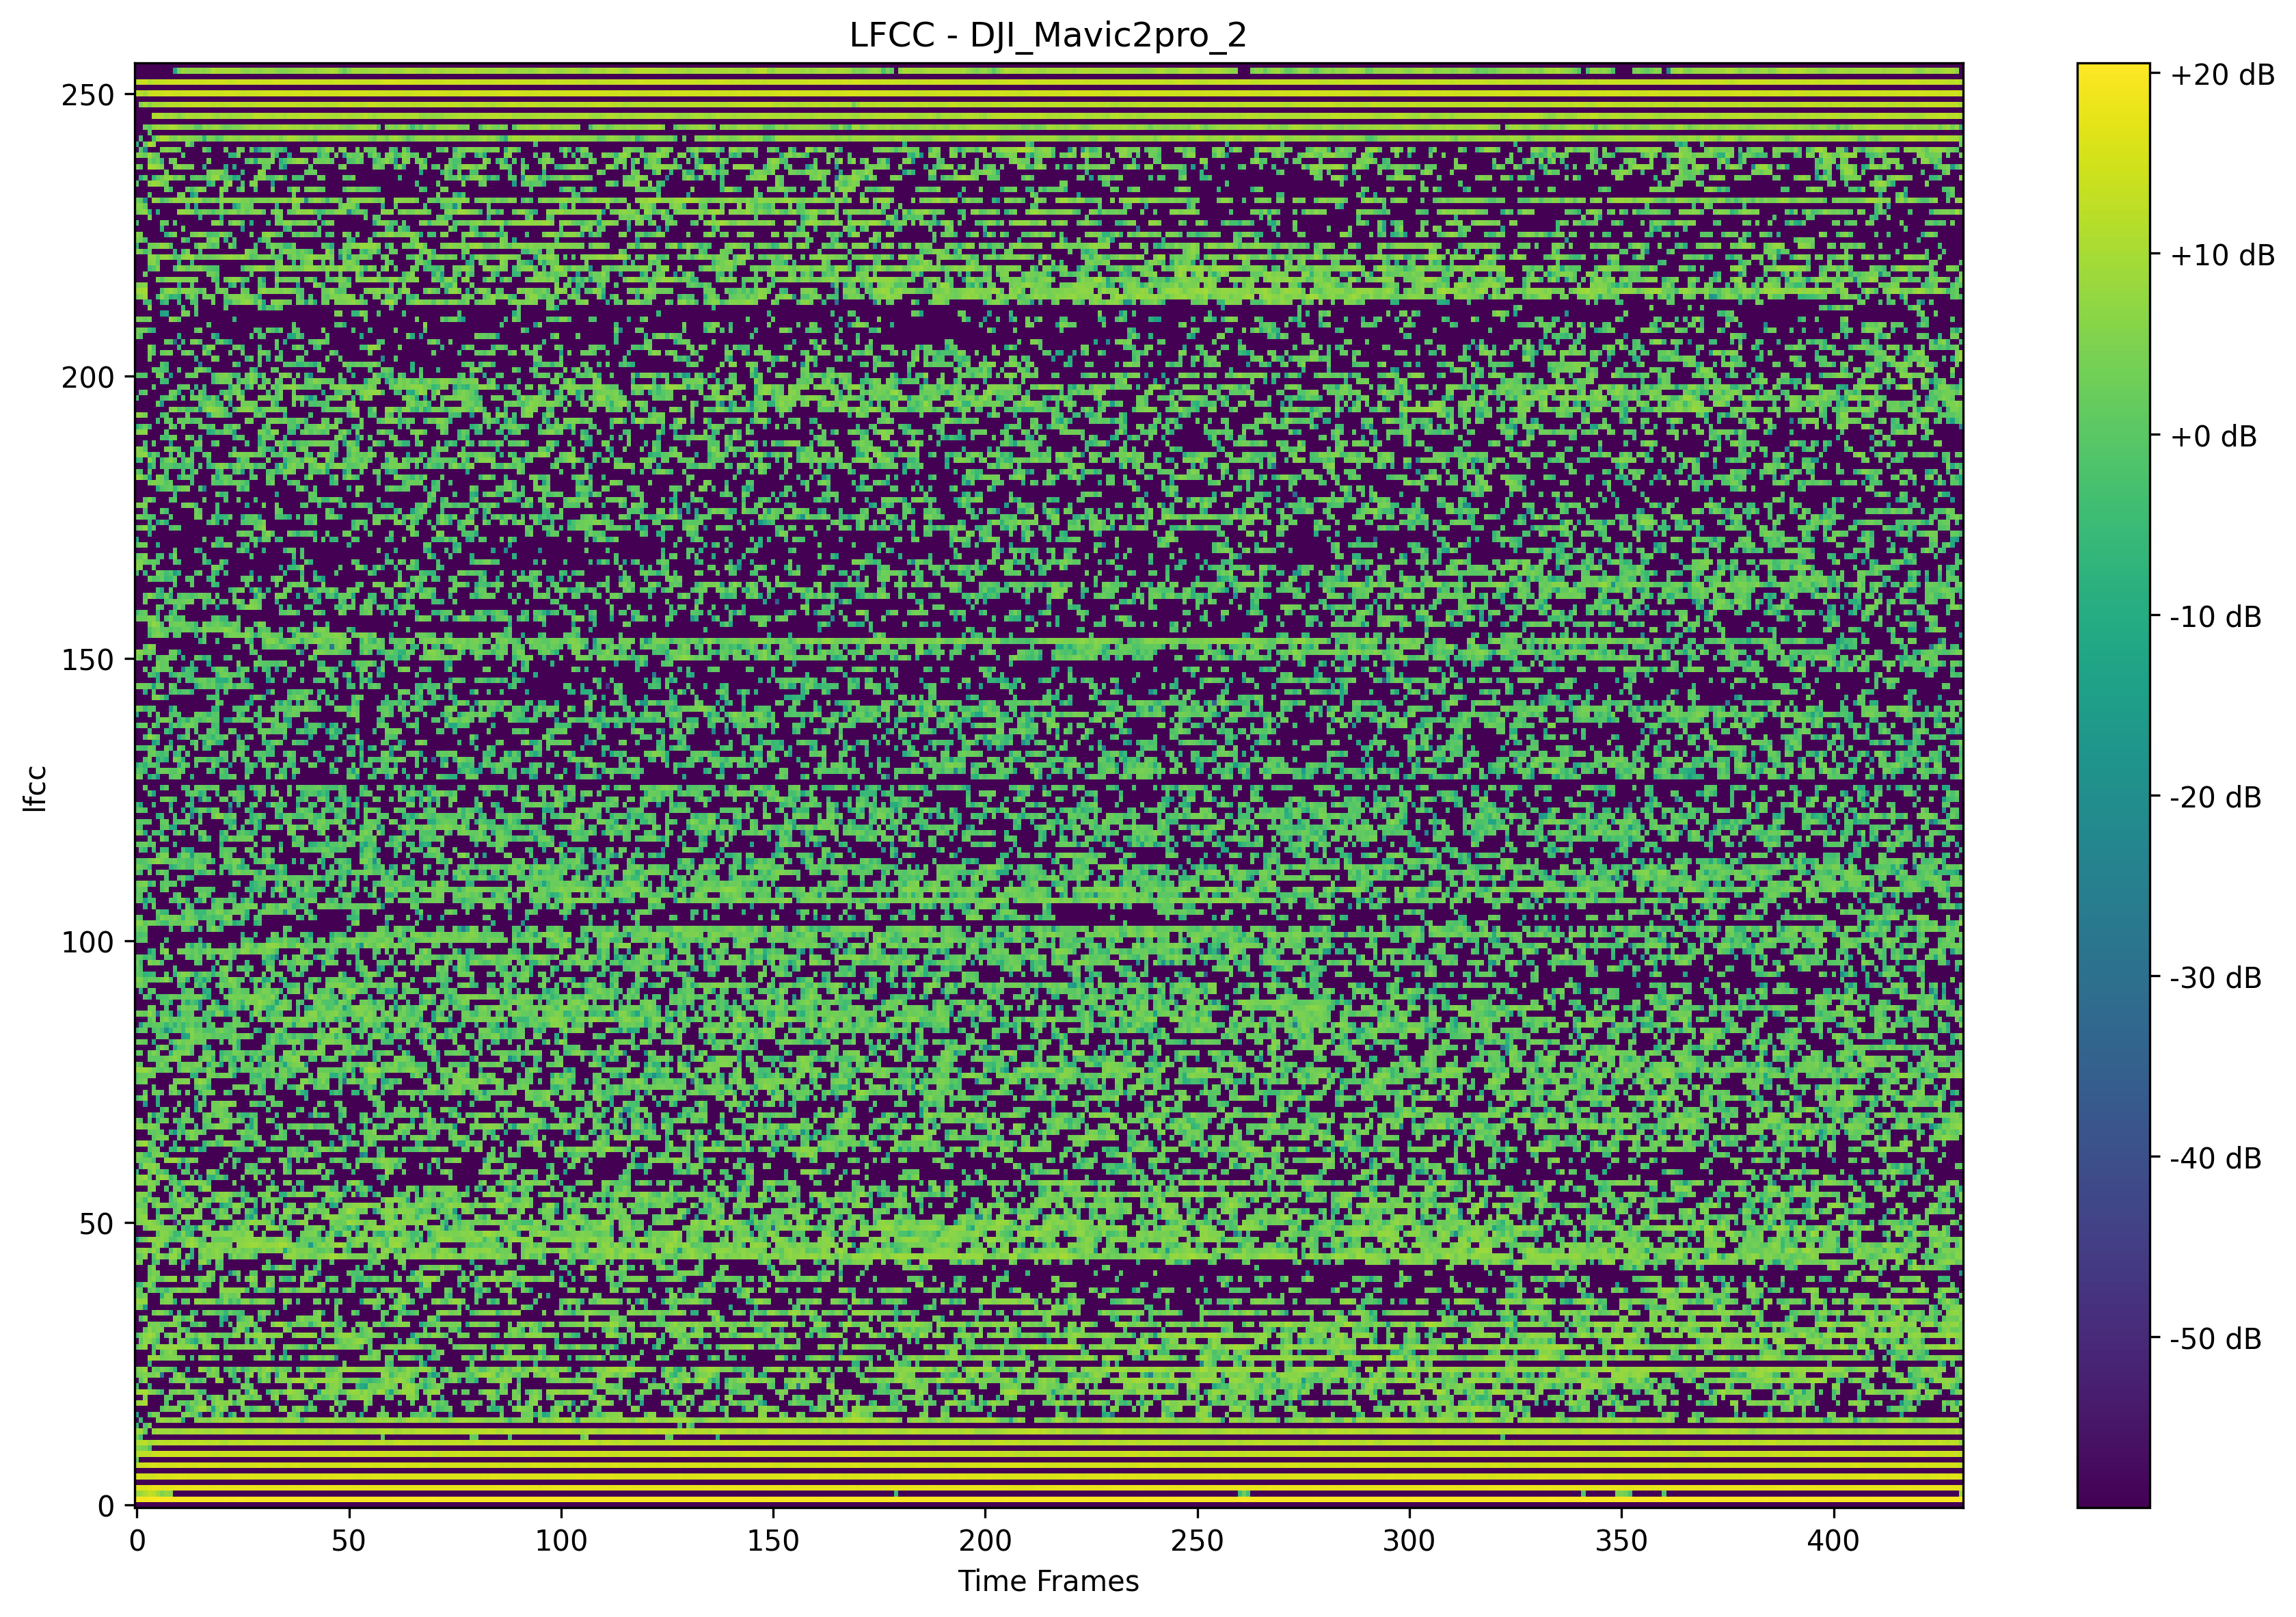 LFCC - DJI_Mavic2pro_2
lfcc
250
200
150
100
50
0
0 50 100 150 200 250 300 350 400
Time Frames
+20 dB
+10 dB
+0 dB
-10 dB
-20 dB
-30 dB
-40 dB
-50 dB